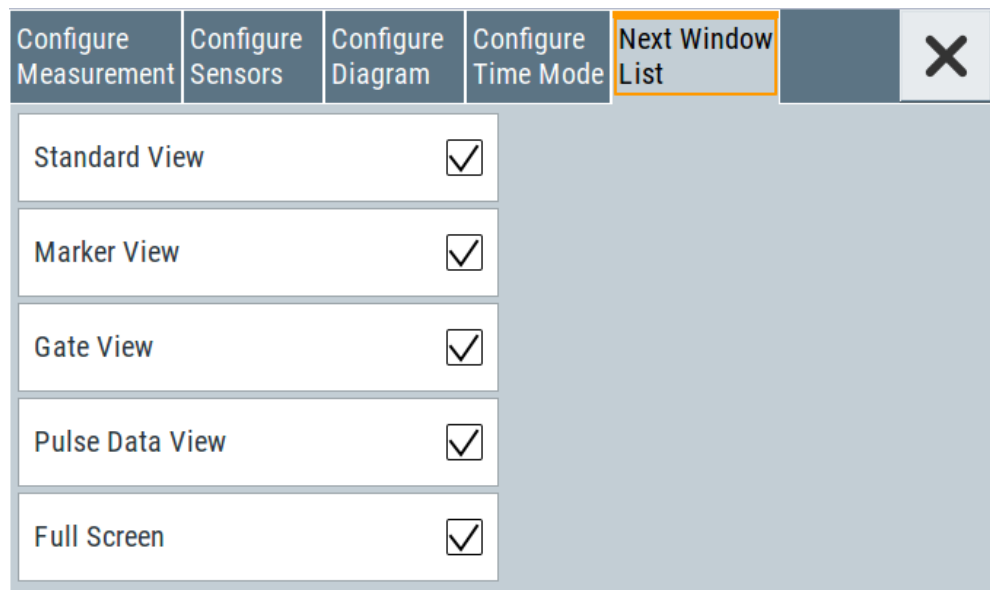 Configure
Measurement
Configure
Sensors
Configure
Diagram
Configure
Time Mode
Next Window
List
Standard View
Marker View
Gate View
Pulse Data View
Full Screen